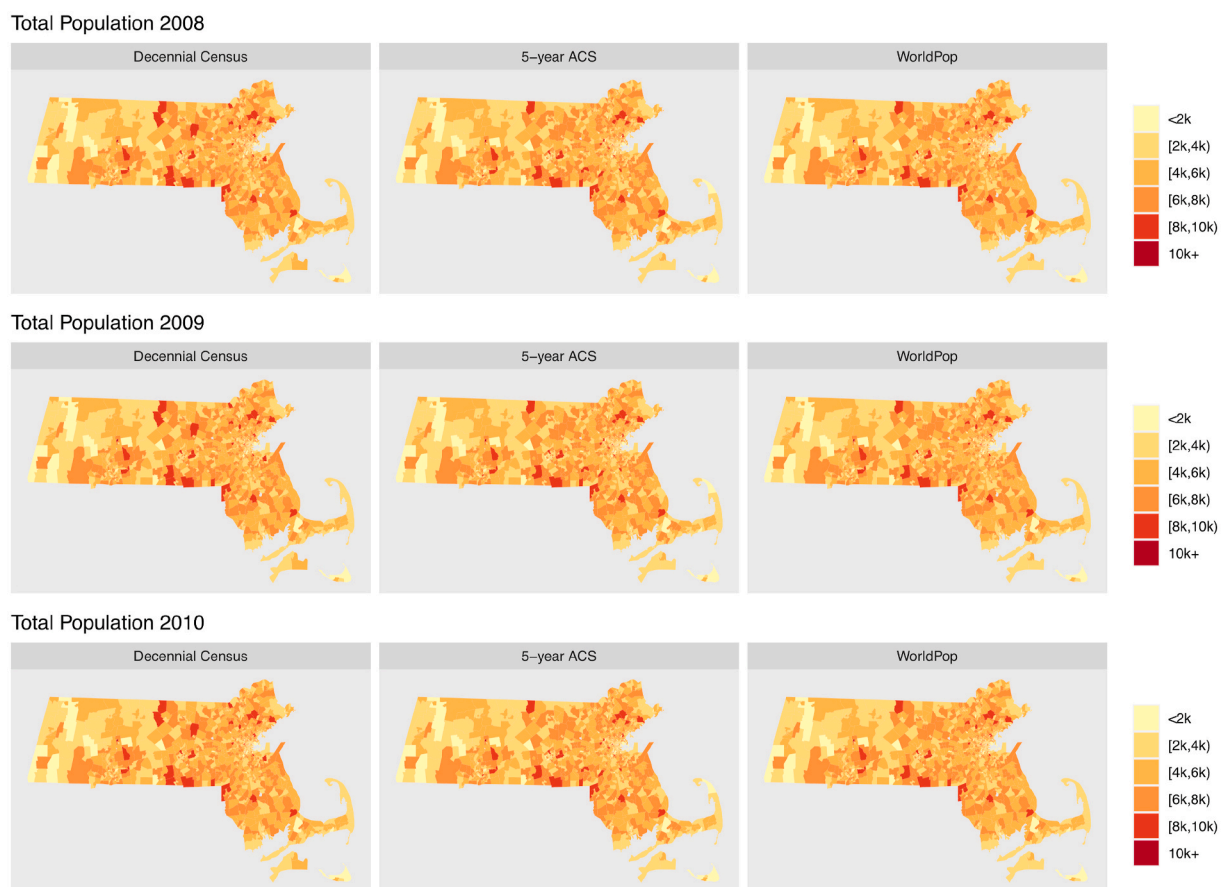 Total Population 2008
Decennial Census
5−year ACS
WorldPop
<2k
[2k,4k)
[4k,6k)
[6k,8k)
[8k,10k)
10k+
Total Population 2009
Decennial Census
5−year ACS
WorldPop
<2k
[2k,4k)
[4k,6k)
[6k,8k)
[8k,10k)
10k+
Total Population 2010
Decennial Census
5−year ACS
WorldPop
<2k
[2k,4k)
[4k,6k)
[6k,8k)
[8k,10k)
10k+